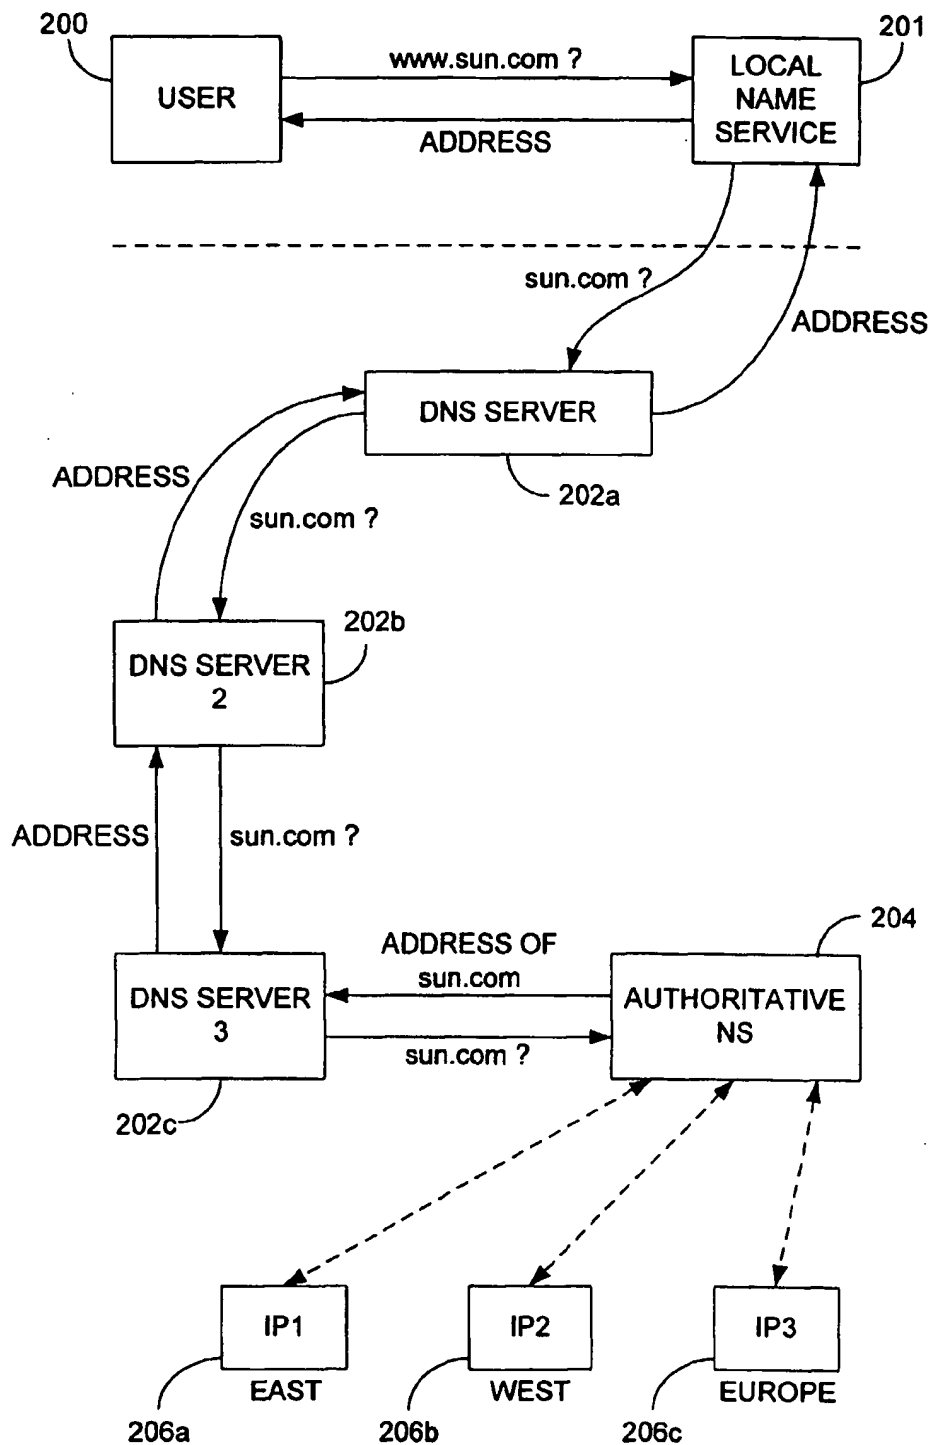 200
201
USER
www.sun.com ?
ADDRESS
LOCAL
NAME
SERVICE
sun.com ?
ADDRESS
DNS SERVER
202a
ADDRESS
sun.com ?
202b
DNS SERVER
2
ADDRESS
sun.com ?
204
DNS SERVER
3
ADDRESS OF
sun.com
sun.com ?
AUTHORITATIVE
NS
202c
IP1
IP2
IP3
EAST
WEST
EUROPE
206a
206b
206c